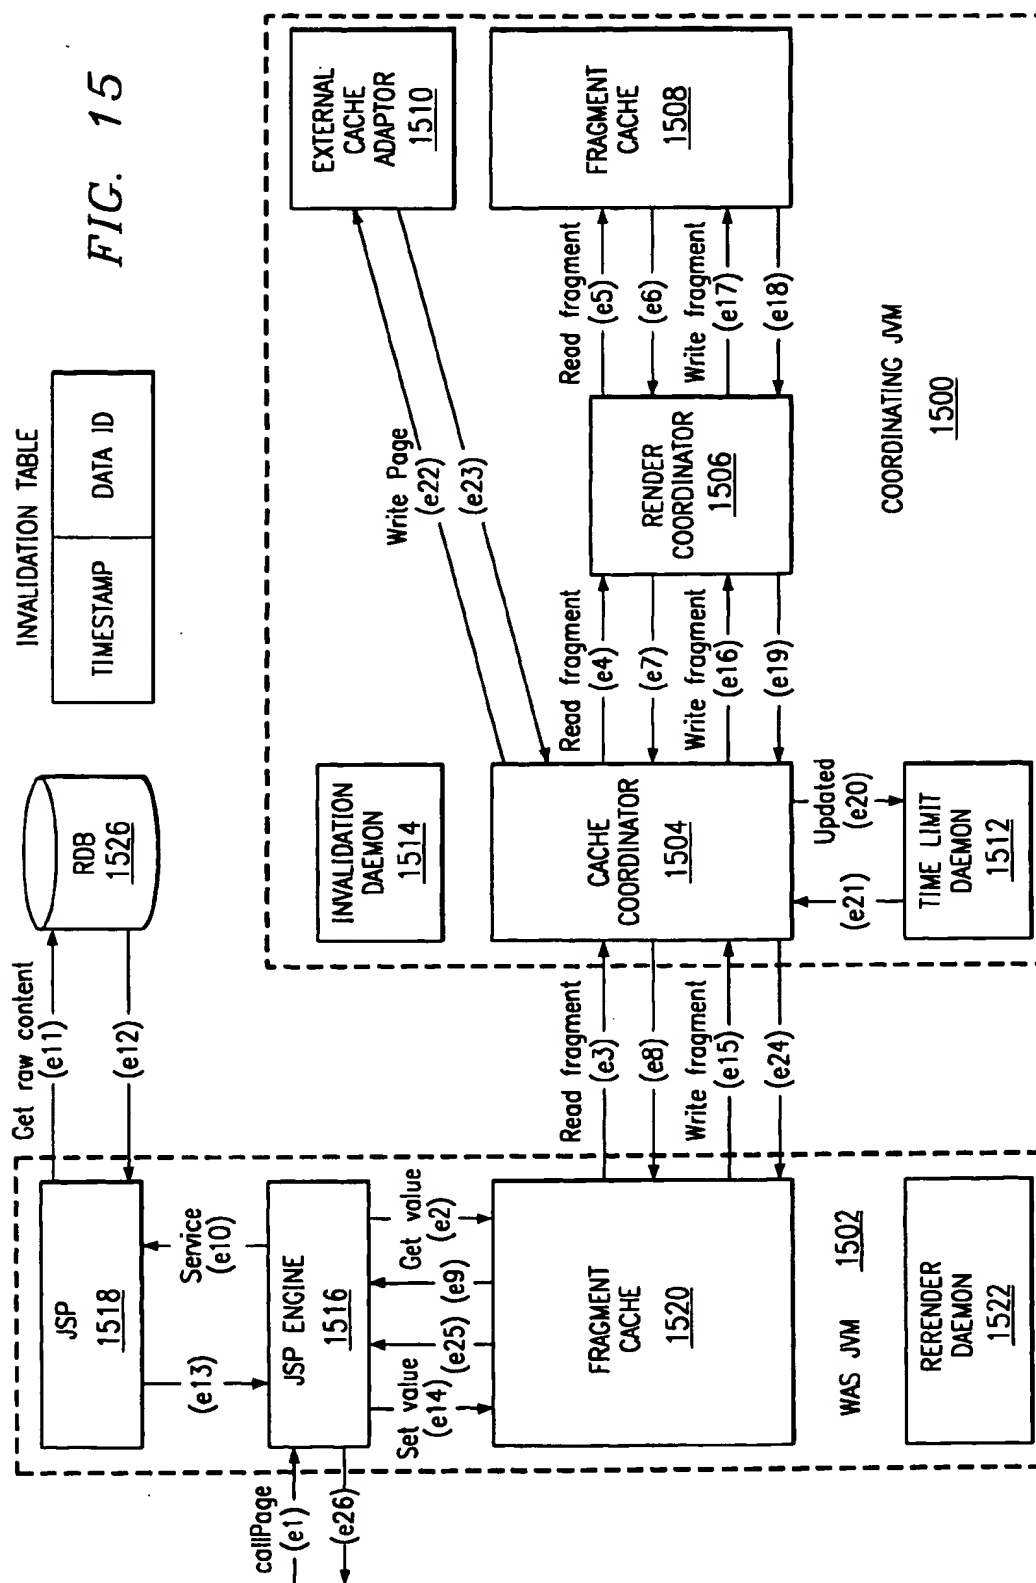 FIG. 15
INVALIDATION TABLE
TIMESTAMP
DATA ID
RDB
1526
Get raw content
(e11)
(e12)
JSP
1518
Service
(e10)
(e13)
callPage
(e1)
(e26)
JSP ENGINE
1516
Get value
(e2)
(e9)
(e25)
Set value
(e14)
FRAGMENT
CACHE
1520
WAS JVM
1502
RERENDER
DAEMON
1522
Read fragment
(e3)
(e8)
Write fragment
(e15)
(e24)
INVALIDATION
DAEMON
1514
CACHE
COORDINATOR
1504
Updated
(e20)
(e21)
TIME LIMIT
DAEMON
1512
Write Page
(e22)
(e23)
EXTERNAL
CACHE
ADAPTOR
1510
Read fragment
(e4)
(e7)
Write fragment
(e16)
(e19)
RENDER
COORDINATOR
1506
Read fragment
(e5)
(e6)
Write fragment
(e17)
(e18)
FRAGMENT
CACHE
1508
COORDINATING JVM
1500